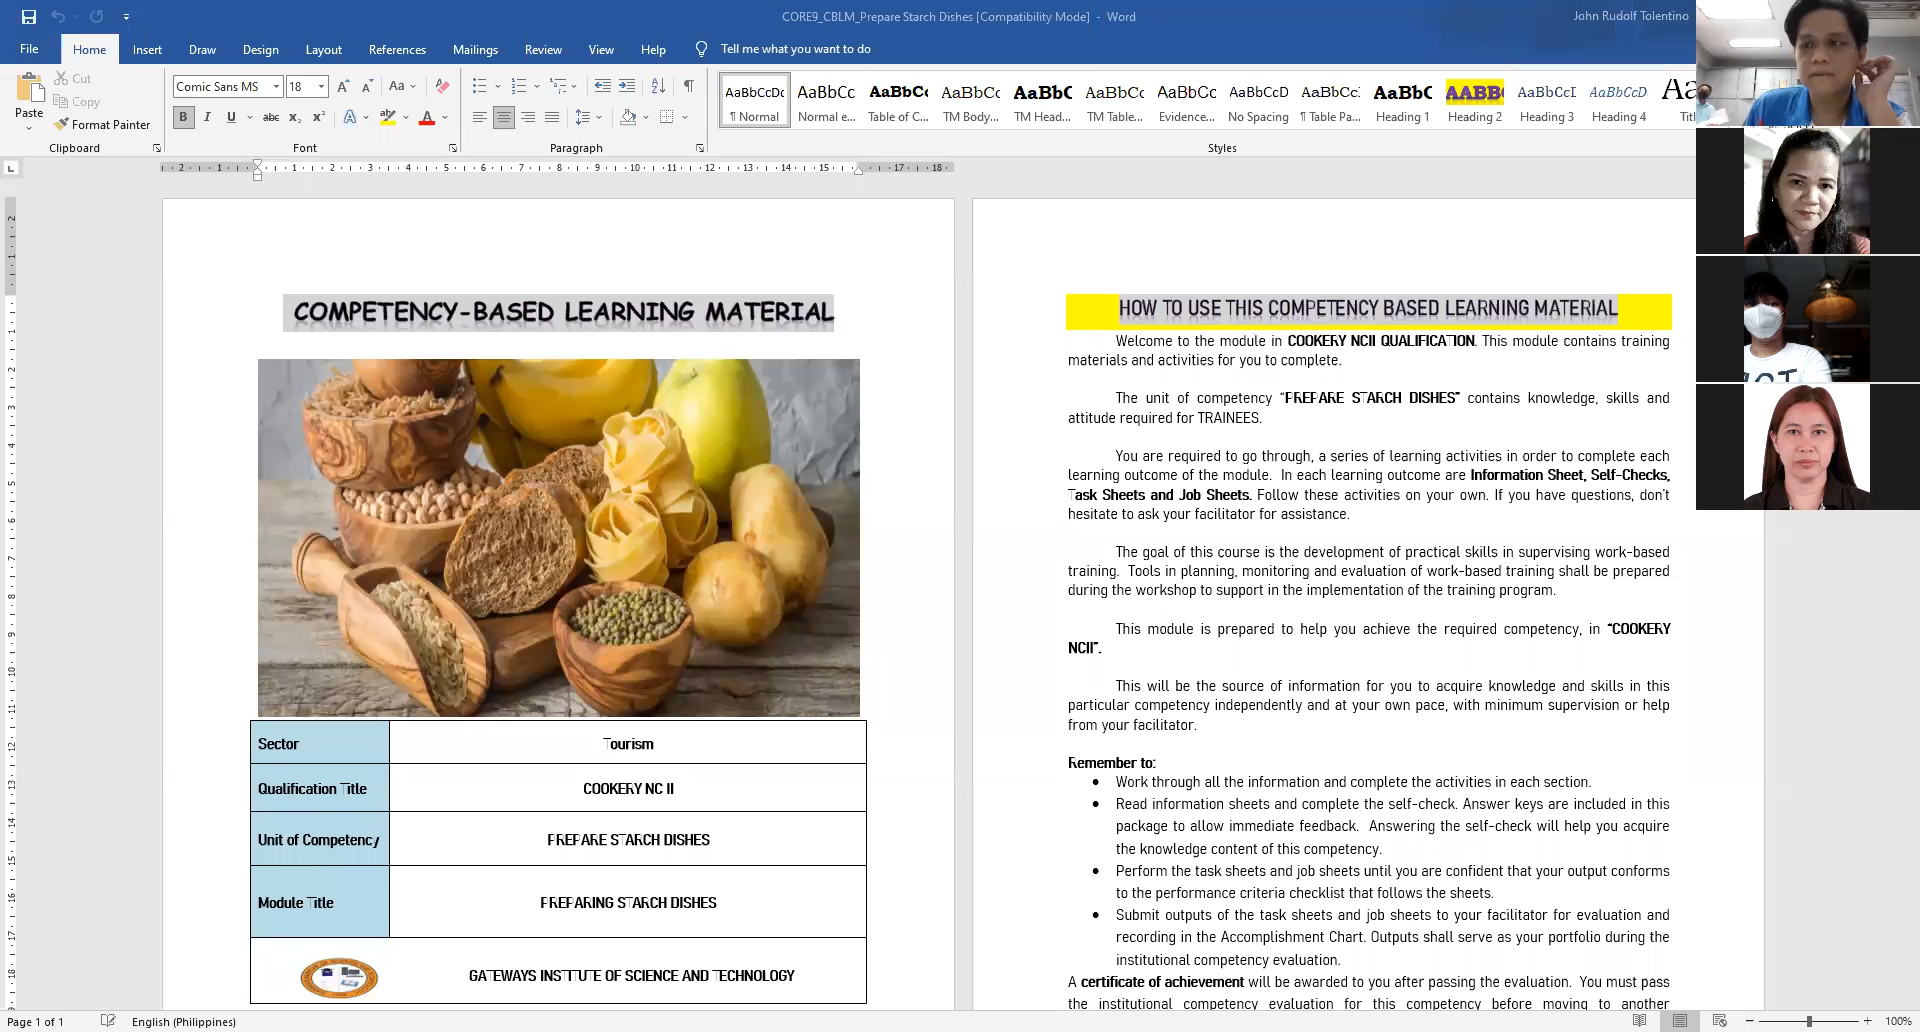 CORE9_CBLM_Prepare Starch Dishes [Compatibility Mode] - Word
John Rudolf Tolentino
File Home Insert Draw Design Layout References Mailings Review View Help Tell me what you want to do
Paste
Cut
Copy
Format Painter
Clipboard
Comic Sans MS 18
Font
Paragraph
AaBbCcDc AaBbCc AaBbCc AaBbCc AaBbC AaBbCc AaBbCc AaBbCcD AaBbCc AaBbC AABB AaBbCcI AaBbCcD
¶ Normal Normal e... Table of C... TM Body... TM Head... TM Table... Evidence... No Spacing ¶ Table Pa... Heading 1 Heading 2 Heading 3 Heading 4
Styles
COMPETENCY-BASED LEARNING MATERIAL
Sector Tourism
Qualification Title COOKERY NC II
Unit of Competency PREPARE STARCH DISHES
Module Title PREPARING STARCH DISHES
GATEWAYS INSTITUTE OF SCIENCE AND TECHNOLOGY
HOW TO USE THIS COMPETENCY BASED LEARNING MATERIAL
Welcome to the module in COOKERY NCII QUALIFICATION. This module contains training
materials and activities for you to complete.
The unit of competency “PREPARE STARCH DISHES” contains knowledge, skills and
attitude required for TRAINEES.
You are required to go through, a series of learning activities in order to complete each
learning outcome of the module. In each learning outcome are Information Sheet, Self-Checks,
Task Sheets and Job Sheets. Follow these activities on your own. If you have questions, don’t
hesitate to ask your facilitator for assistance.
The goal of this course is the development of practical skills in supervising work-based
training. Tools in planning, monitoring and evaluation of work-based training shall be prepared
during the workshop to support in the implementation of the training program.
This module is prepared to help you achieve the required competency, in “COOKERY
NCII”.
This will be the source of information for you to acquire knowledge and skills in this
particular competency independently and at your own pace, with minimum supervision or help
from your facilitator.
Remember to:
• Work through all the information and complete the activities in each section.
• Read information sheets and complete the self-check. Answer keys are included in this
package to allow immediate feedback. Answering the self-check will help you acquire
the knowledge content of this competency.
• Perform the task sheets and job sheets until you are confident that your output conforms
to the performance criteria checklist that follows the sheets.
• Submit outputs of the task sheets and job sheets to your facilitator for evaluation and
recording in the Accomplishment Chart. Outputs shall serve as your portfolio during the
institutional competency evaluation.
A certificate of achievement will be awarded to you after passing the evaluation. You must pass
the institutional competency evaluation for this competency before moving to another
Page 1 of 1 English (Philippines) 100%